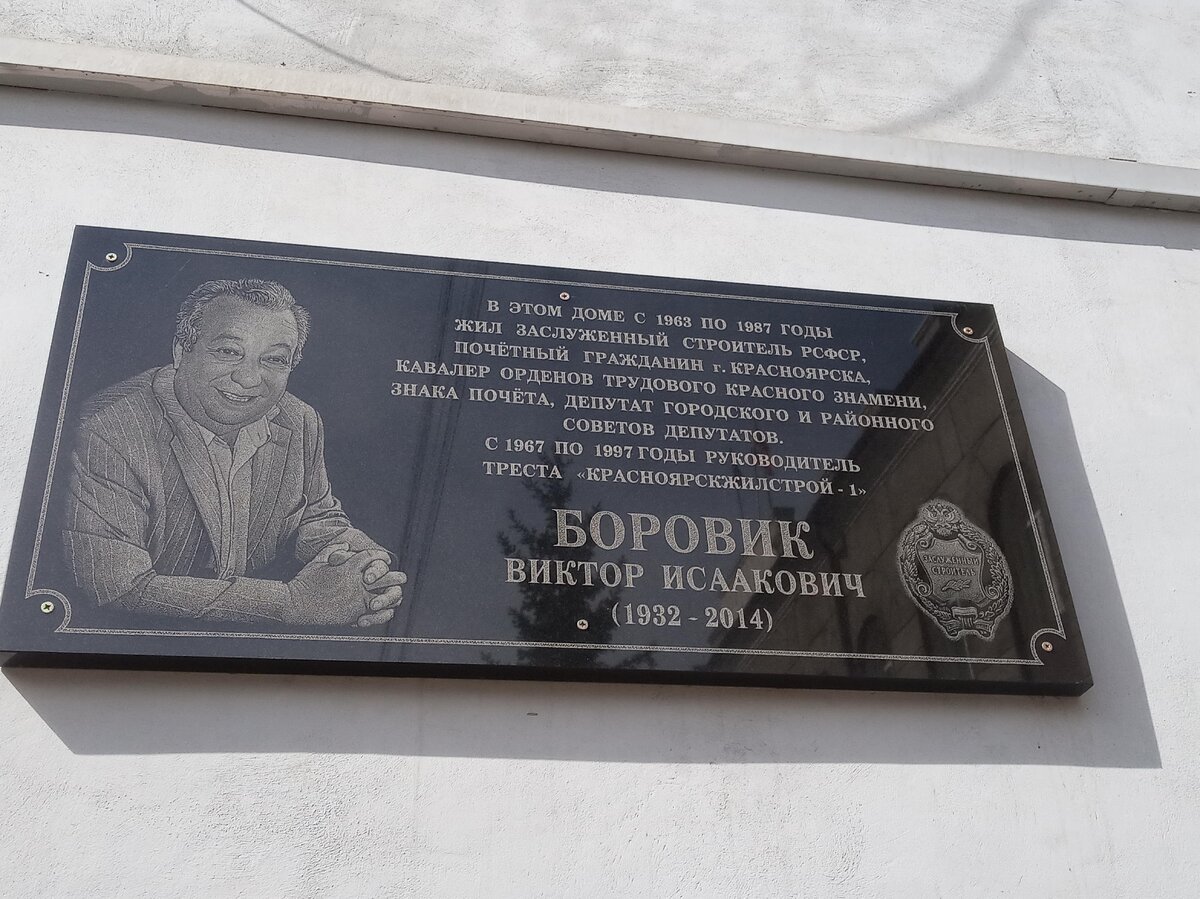 В ЭТОМ ДОМЕ С 1963 ПО 1987 ГОДЫ
ЖИЛ ЗАСЛУЖЕННЫЙ СТРОИТЕЛЬ РСФСР,
ПОЧЁТНЫЙ ГРАЖДАНИН г. КРАСНОЯРСКА,
КАВАЛЕР ОРДЕНОВ ТРУДОВОГО КРАСНОГО ЗНАМЕНИ,
ЗНАКА ПОЧЁТА, ДЕПУТАТ ГОРОДСКОГО И РАЙОННОГО
СОВЕТОВ ДЕПУТАТОВ.
С 1967 ПО 1997 ГОДЫ РУКОВОДИТЕЛЬ
ТРЕСТА «КРАСНОЯРСКЖИЛСТРОЙ - 1»
БОРОВИК
ВИКТОР ИСААКОВИЧ
(1932 - 2014)
ЗАСЛУЖЕННЫЙ
СТРОИТЕЛЬ